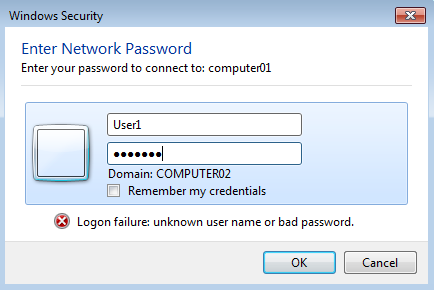 Windows Security
Enter Network Password
Enter your password to connect to: computer01
User1
●●●●●●●
Domain: COMPUTER02
Remember my credentials
Logon failure: unknown user name or bad password.
OK
Cancel